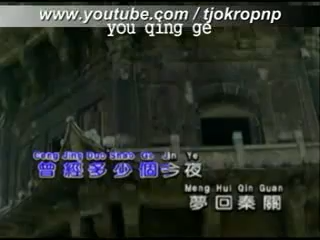 www.youtube.com / tjokropnp
you qing ge
Ceng Jing Duo Shao Ge Jin Ye
曾經多少個今夜
Meng Hui Qin Guan
夢回秦關